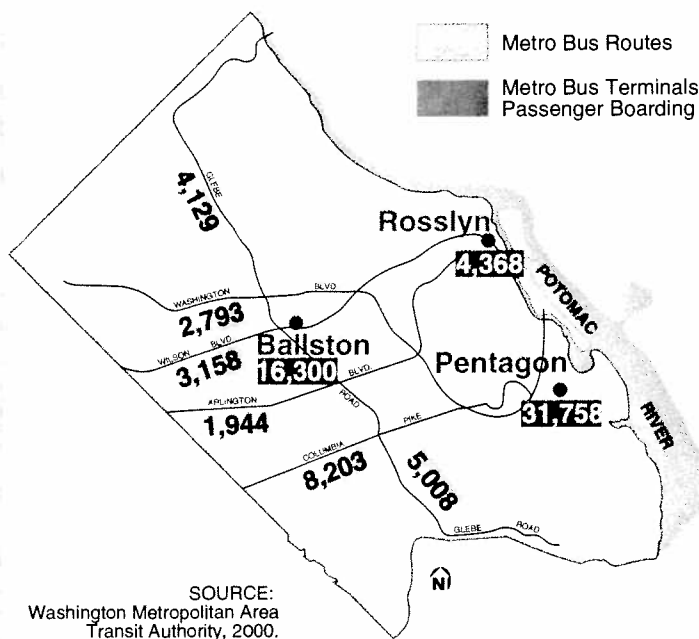 Metro Bus Routes
Metro Bus Terminals
Passenger Boarding
GLEBE
4,129
Rosslyn
4,368
POTOMAC
WASHINGTON BLVD
2,793
WILSON BLVD
3,158
Ballston
16,300
Pentagon
31,758
RIVER
ARLINGTON BLVD.
1,944
ROAD
COLUMBIA PIKE
8,203
5,008
GLEBE ROAD
N
SOURCE:
Washington Metropolitan Area
Transit Authority, 2000.